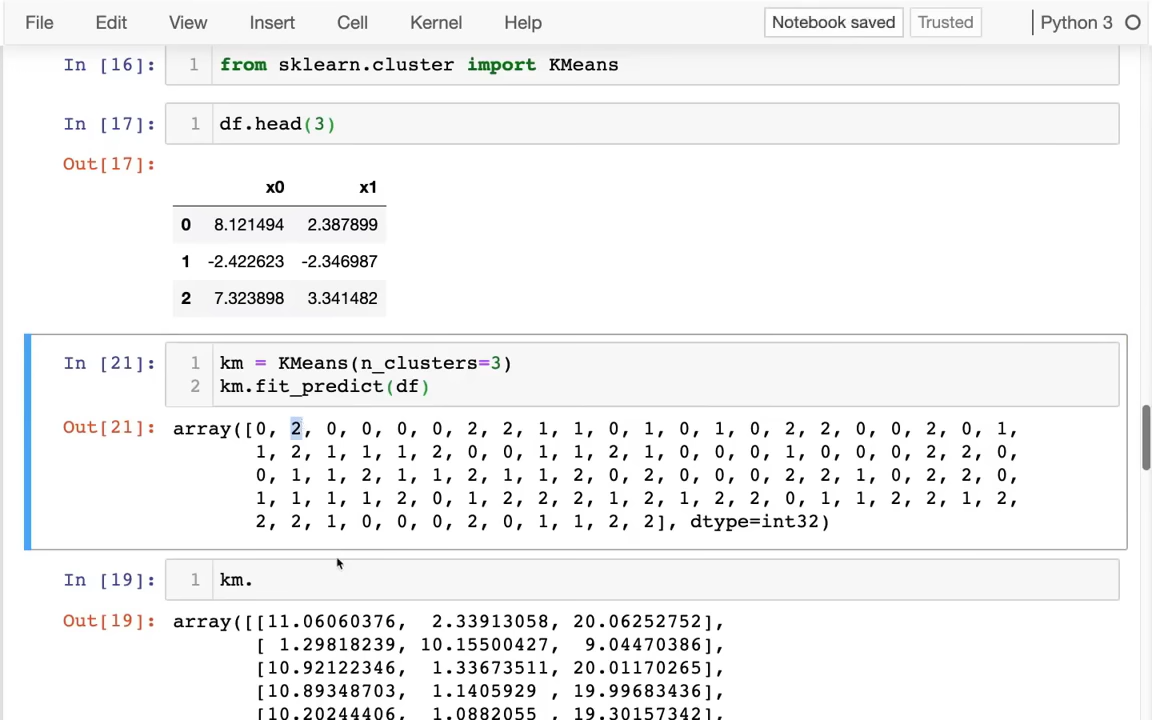 File Edit View Insert Cell Kernel Help Notebook saved Trusted Python 3
In [16]: 1 from sklearn.cluster import KMeans
In [17]: 1 df.head(3)
Out[17]:
x0 x1
0 8.121494 2.387899
1 -2.422623 -2.346987
2 7.323898 3.341482
In [21]: 1 km = KMeans(n_clusters=3)
2 km.fit_predict(df)
Out[21]: array([0, 2, 0, 0, 0, 0, 2, 2, 1, 1, 0, 1, 0, 1, 0, 2, 2, 0, 0, 2, 0, 1,
1, 2, 1, 1, 1, 2, 0, 0, 1, 1, 2, 1, 0, 0, 0, 1, 0, 0, 0, 2, 2, 0,
0, 1, 1, 2, 1, 1, 2, 1, 1, 2, 0, 2, 0, 0, 0, 2, 2, 1, 0, 2, 2, 0,
1, 1, 1, 1, 2, 0, 1, 2, 2, 2, 1, 2, 1, 2, 2, 0, 1, 1, 2, 2, 1, 2,
2, 2, 1, 0, 0, 0, 2, 0, 1, 1, 2, 2], dtype=int32)
In [19]: 1 km.
Out[19]: array([[11.06060376, 2.33913058, 20.06252752],
[ 1.29818239, 10.15500427, 9.04470386],
[10.92122346, 1.33673511, 20.01170265],
[10.89348703, 1.1405929 , 19.99683436],
[10.20244406, 1.0882055 , 19.30157342],